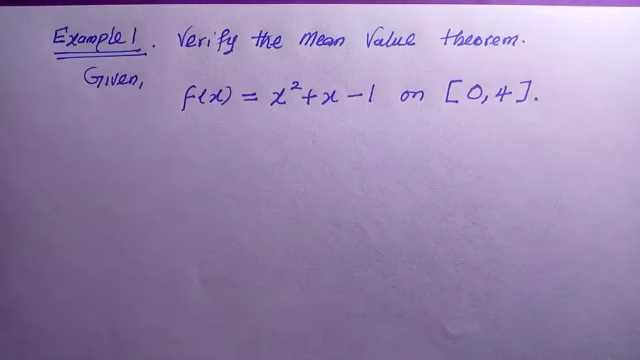 Example 1. Verify the Mean Value theorem.
Given,
f(x) = x²+x-1 on [0,4].